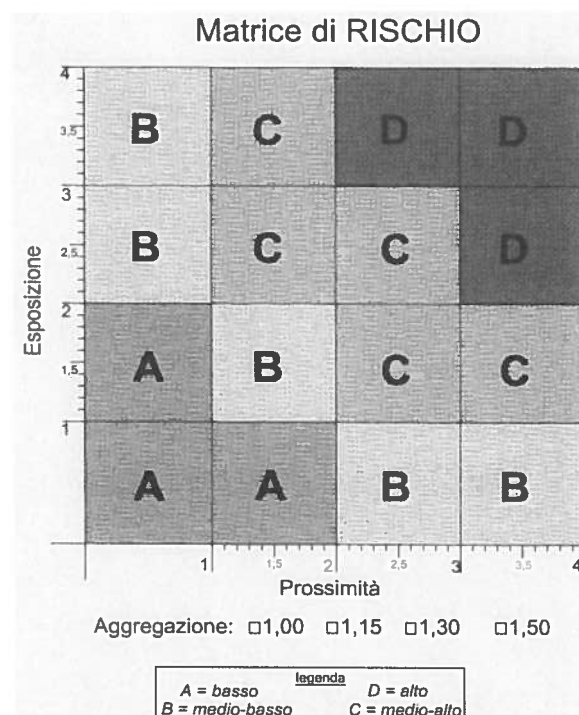 Matrice di RISCHIO
4
B C D D
3,5
3
B C C D
2,5
2
A B C C
1,5
1
A A B B
Esposizione
1 1,5 2 2,5 3 3,5 4
Prossimità
Aggregazione: □1,00 □1,15 □1,30 □1,50
legenda
A = basso D = alto
B = medio-basso C = medio-alto